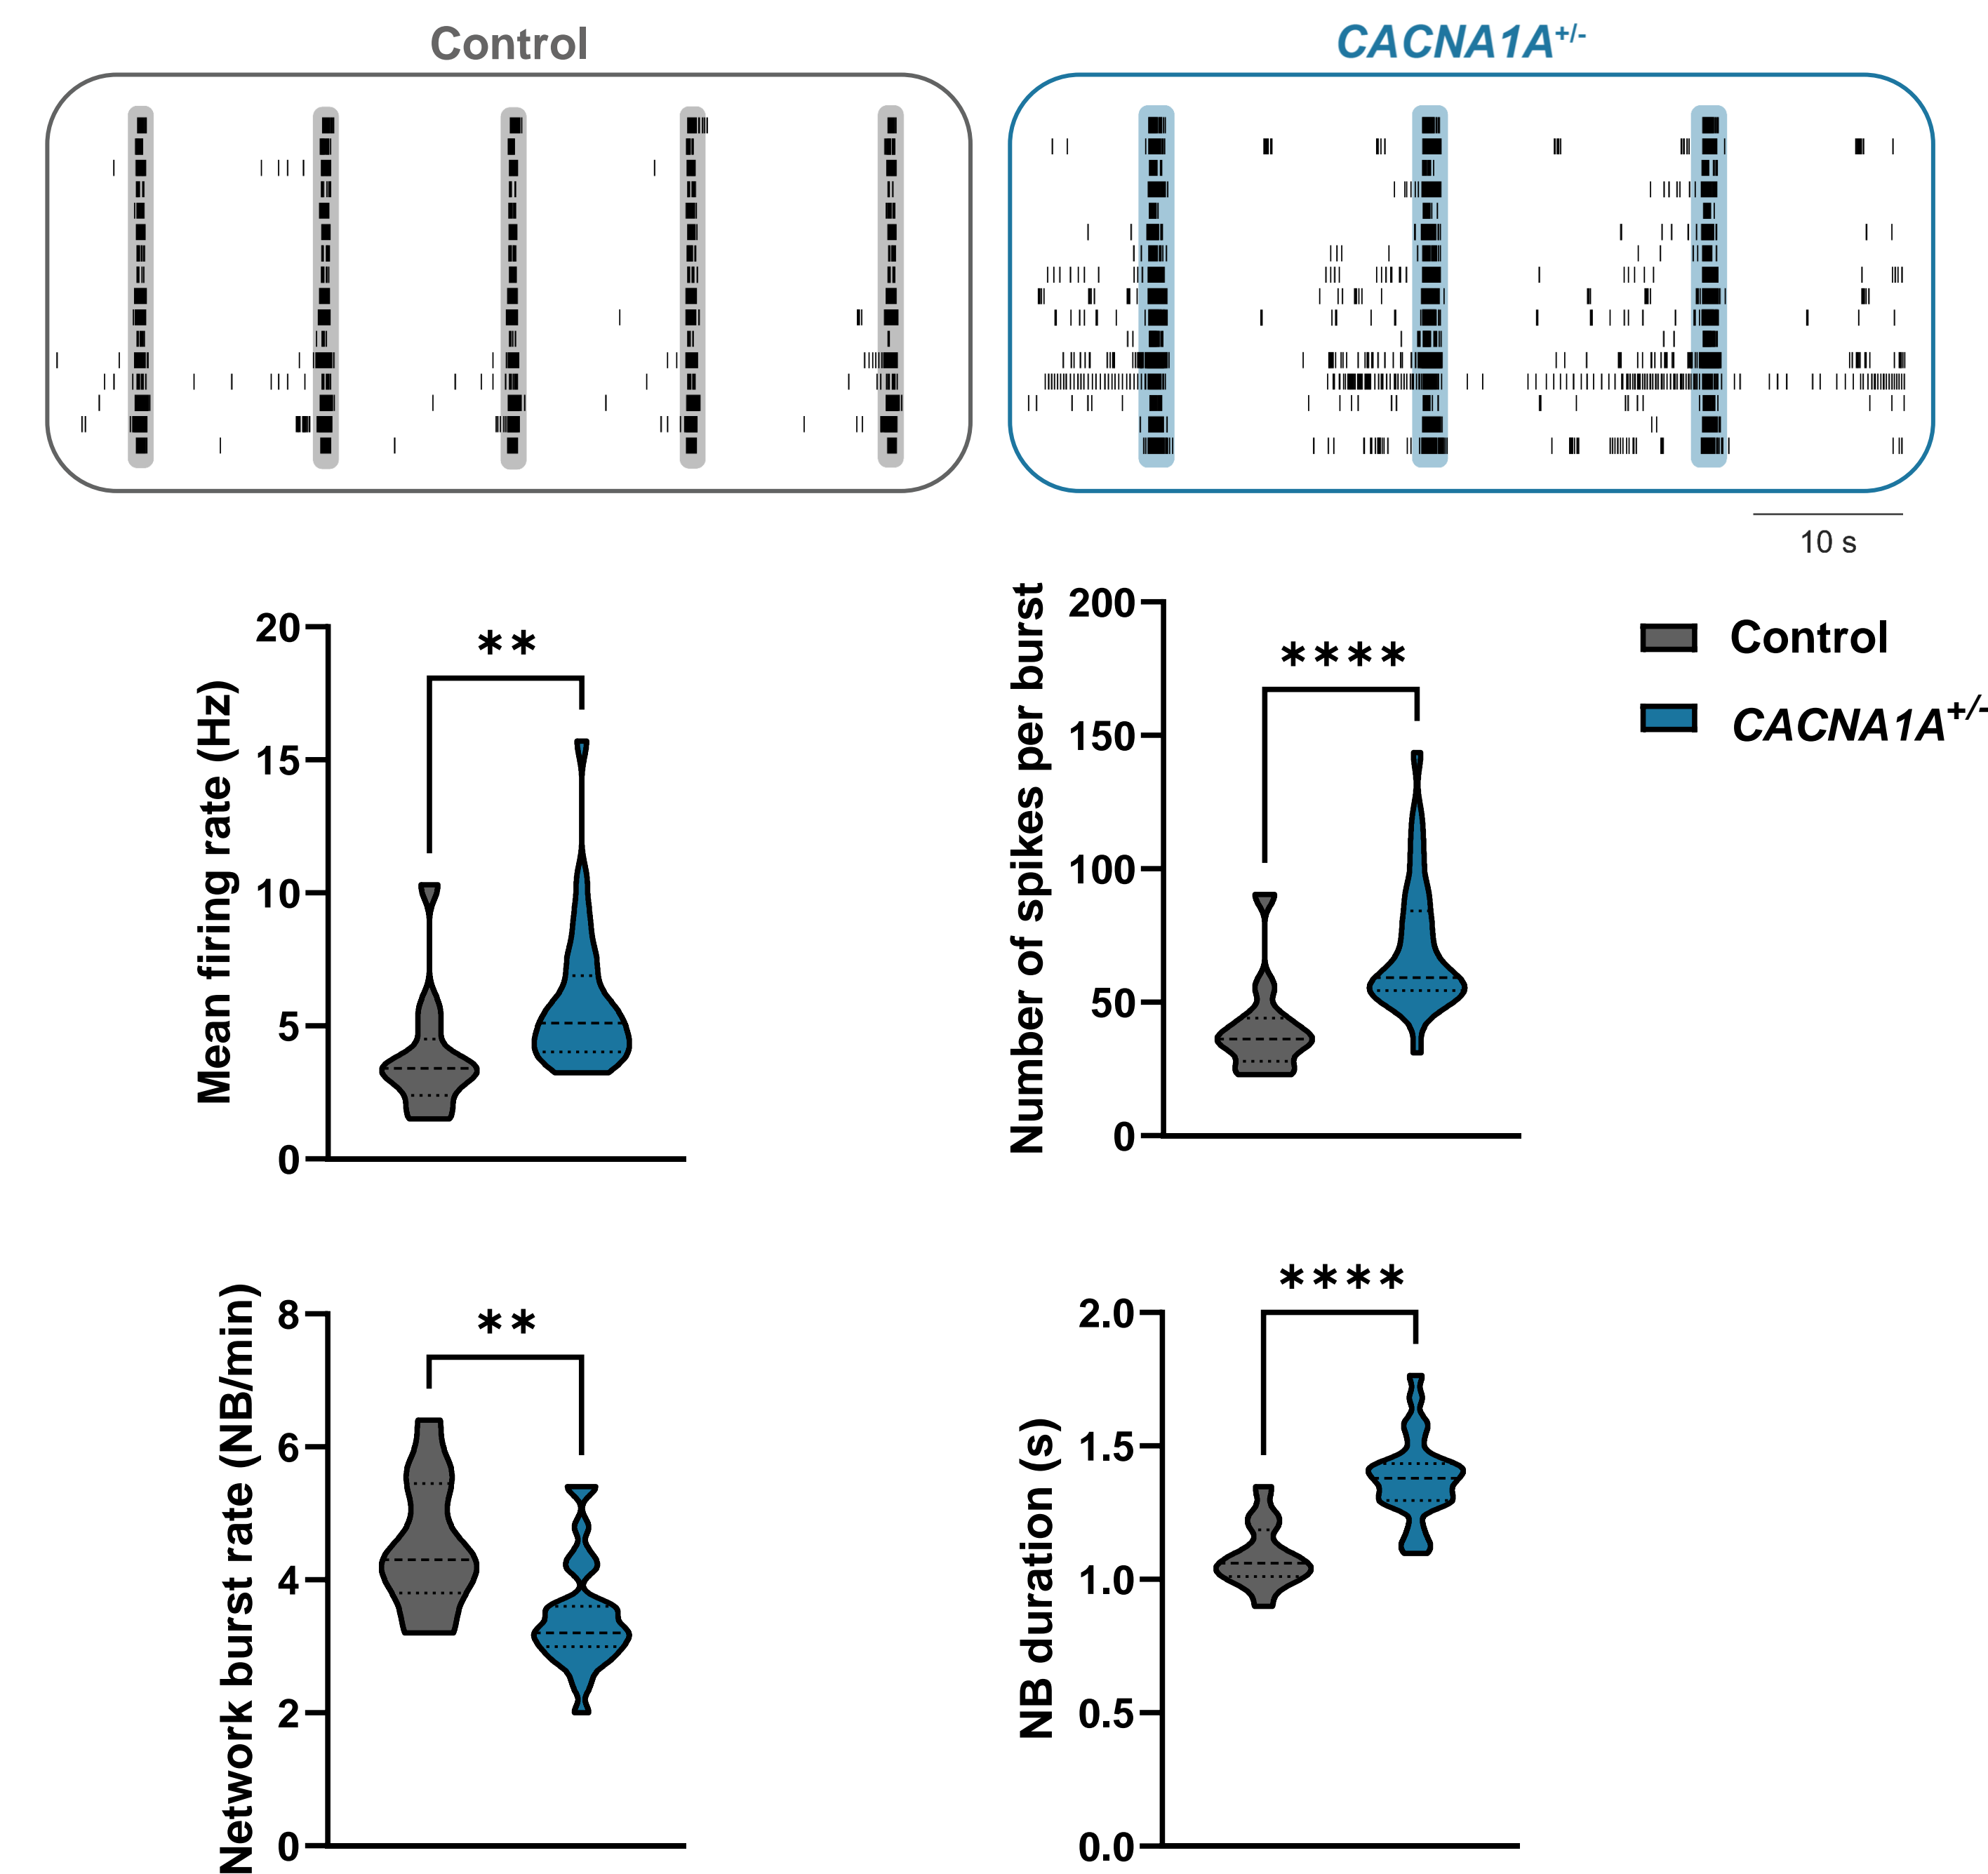 Control
CACNA1A+/-
10 s
Mean firing rate (Hz)
20
15
10
5
0
**
Number of spikes per burst
200
150
100
50
0
****
Control
CACNA1A+/-
Network burst rate (NB/min)
8
6
4
2
0
**
NB duration (s)
2.0
1.5
1.0
0.5
0.0
****